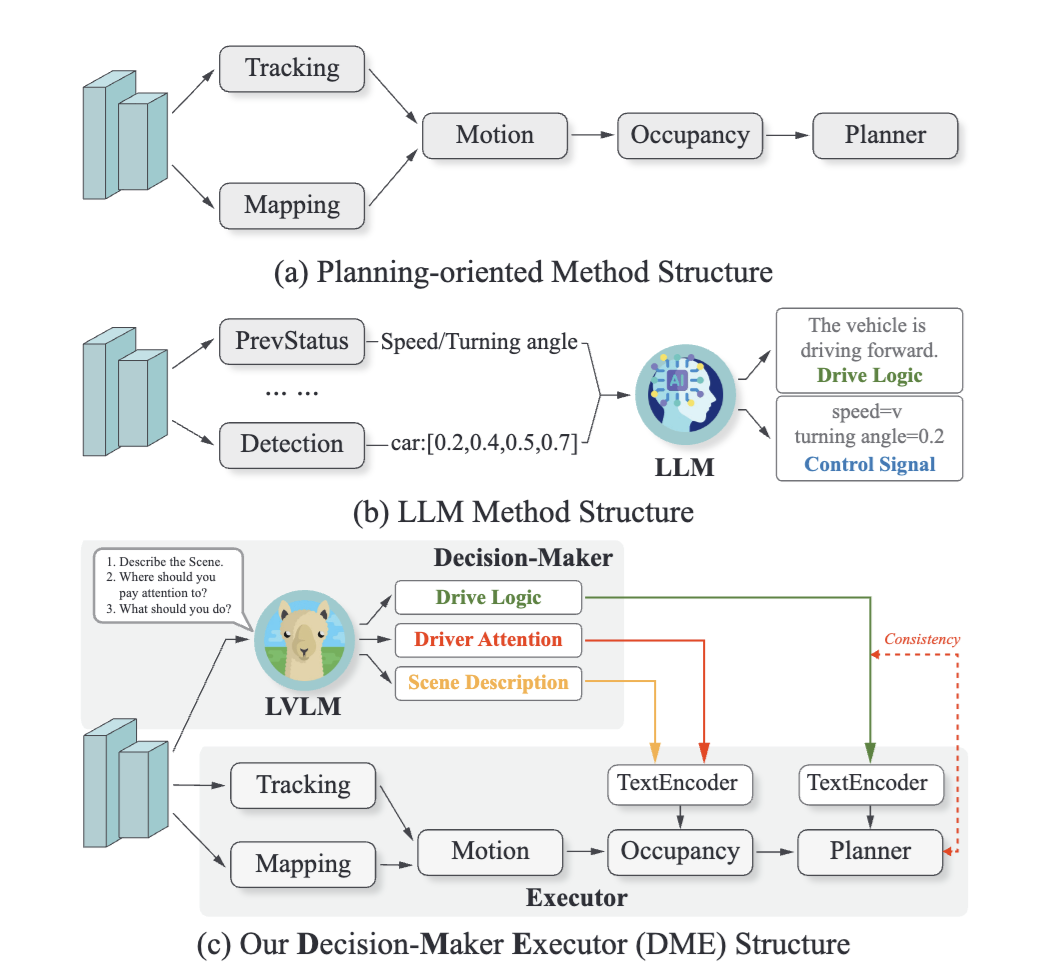 Tracking
Mapping
Motion
Occupancy
Planner
(a) Planning-oriented Method Structure
PrevStatus
Speed/Turning angle
... ...
Detection
car:[0.2,0.4,0.5,0.7]
AI
LLM
The vehicle is
driving forward.
Drive Logic
speed=v
turning angle=0.2
Control Signal
(b) LLM Method Structure
1. Describe the Scene.
2. Where should you
pay attention to?
3. What should you do?
LVLM
Decision-Maker
Drive Logic
Driver Attention
Scene Description
Consistency
Tracking
Mapping
Motion
TextEncoder
TextEncoder
Occupancy
Planner
Executor
(c) Our Decision-Maker Executor (DME) Structure